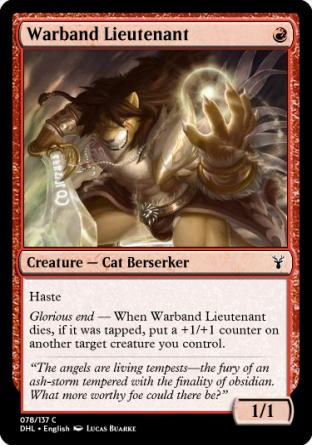 Warband Lieutenant
Creature — Cat Berserker
Haste
Glorious end — When Warband Lieutenant
dies, if it was tapped, put a +1/+1 counter on
another target creature you control.
"The angels are living tempests—the fury of an
ash-storm tempered with the finality of obsidian.
What more worthy foe could there be?"
1/1
078/137 C
DHL • English Lucas Buarke